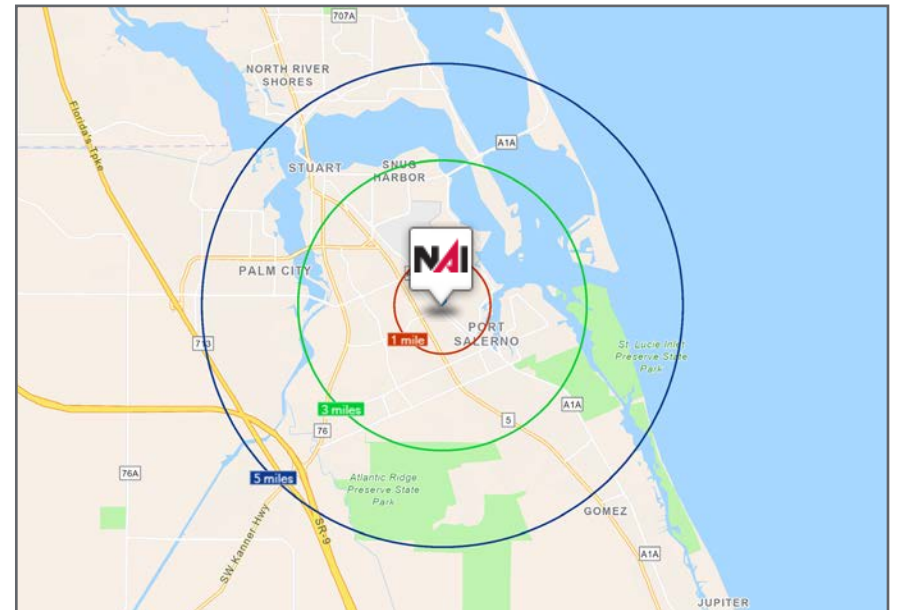 707A
NORTH RIVER
SHORES
Florida's Tpke
A1A
STUART
SNUG
HARBOR
NAI
PALM CITY
PORT
SALERNO
1 mile
713
St. Lucie Inlet
Preserve State
Park
3 miles
A1A
5
76
76A
5 miles
Atlantic Ridge
Preserve State
Park
GOMEZ
SR-9
SW Kanner Hwy
A1A
JUPITER